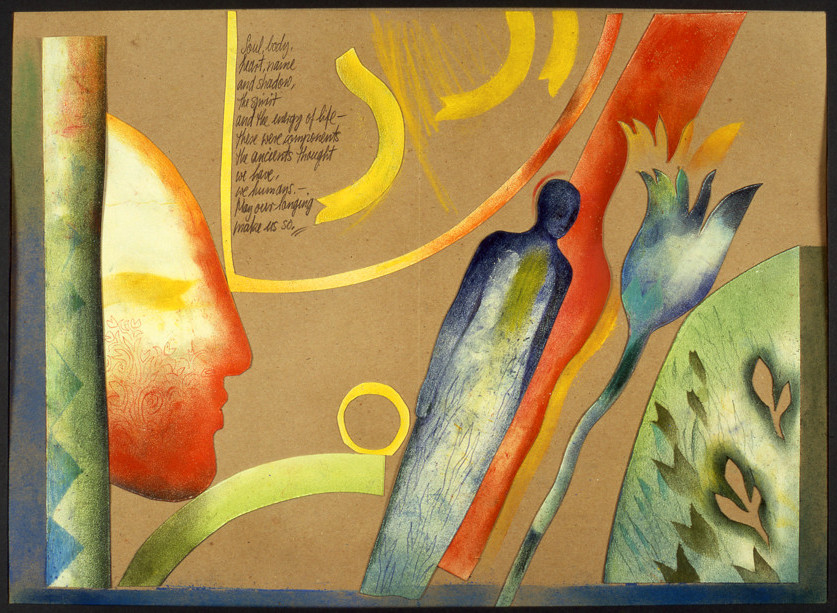 Soul, body,
heart, name
and shadow,
the spirit
and the energy of life –
these were components
the ancients thought
we have,
we humans. –
May our longing
make us so.